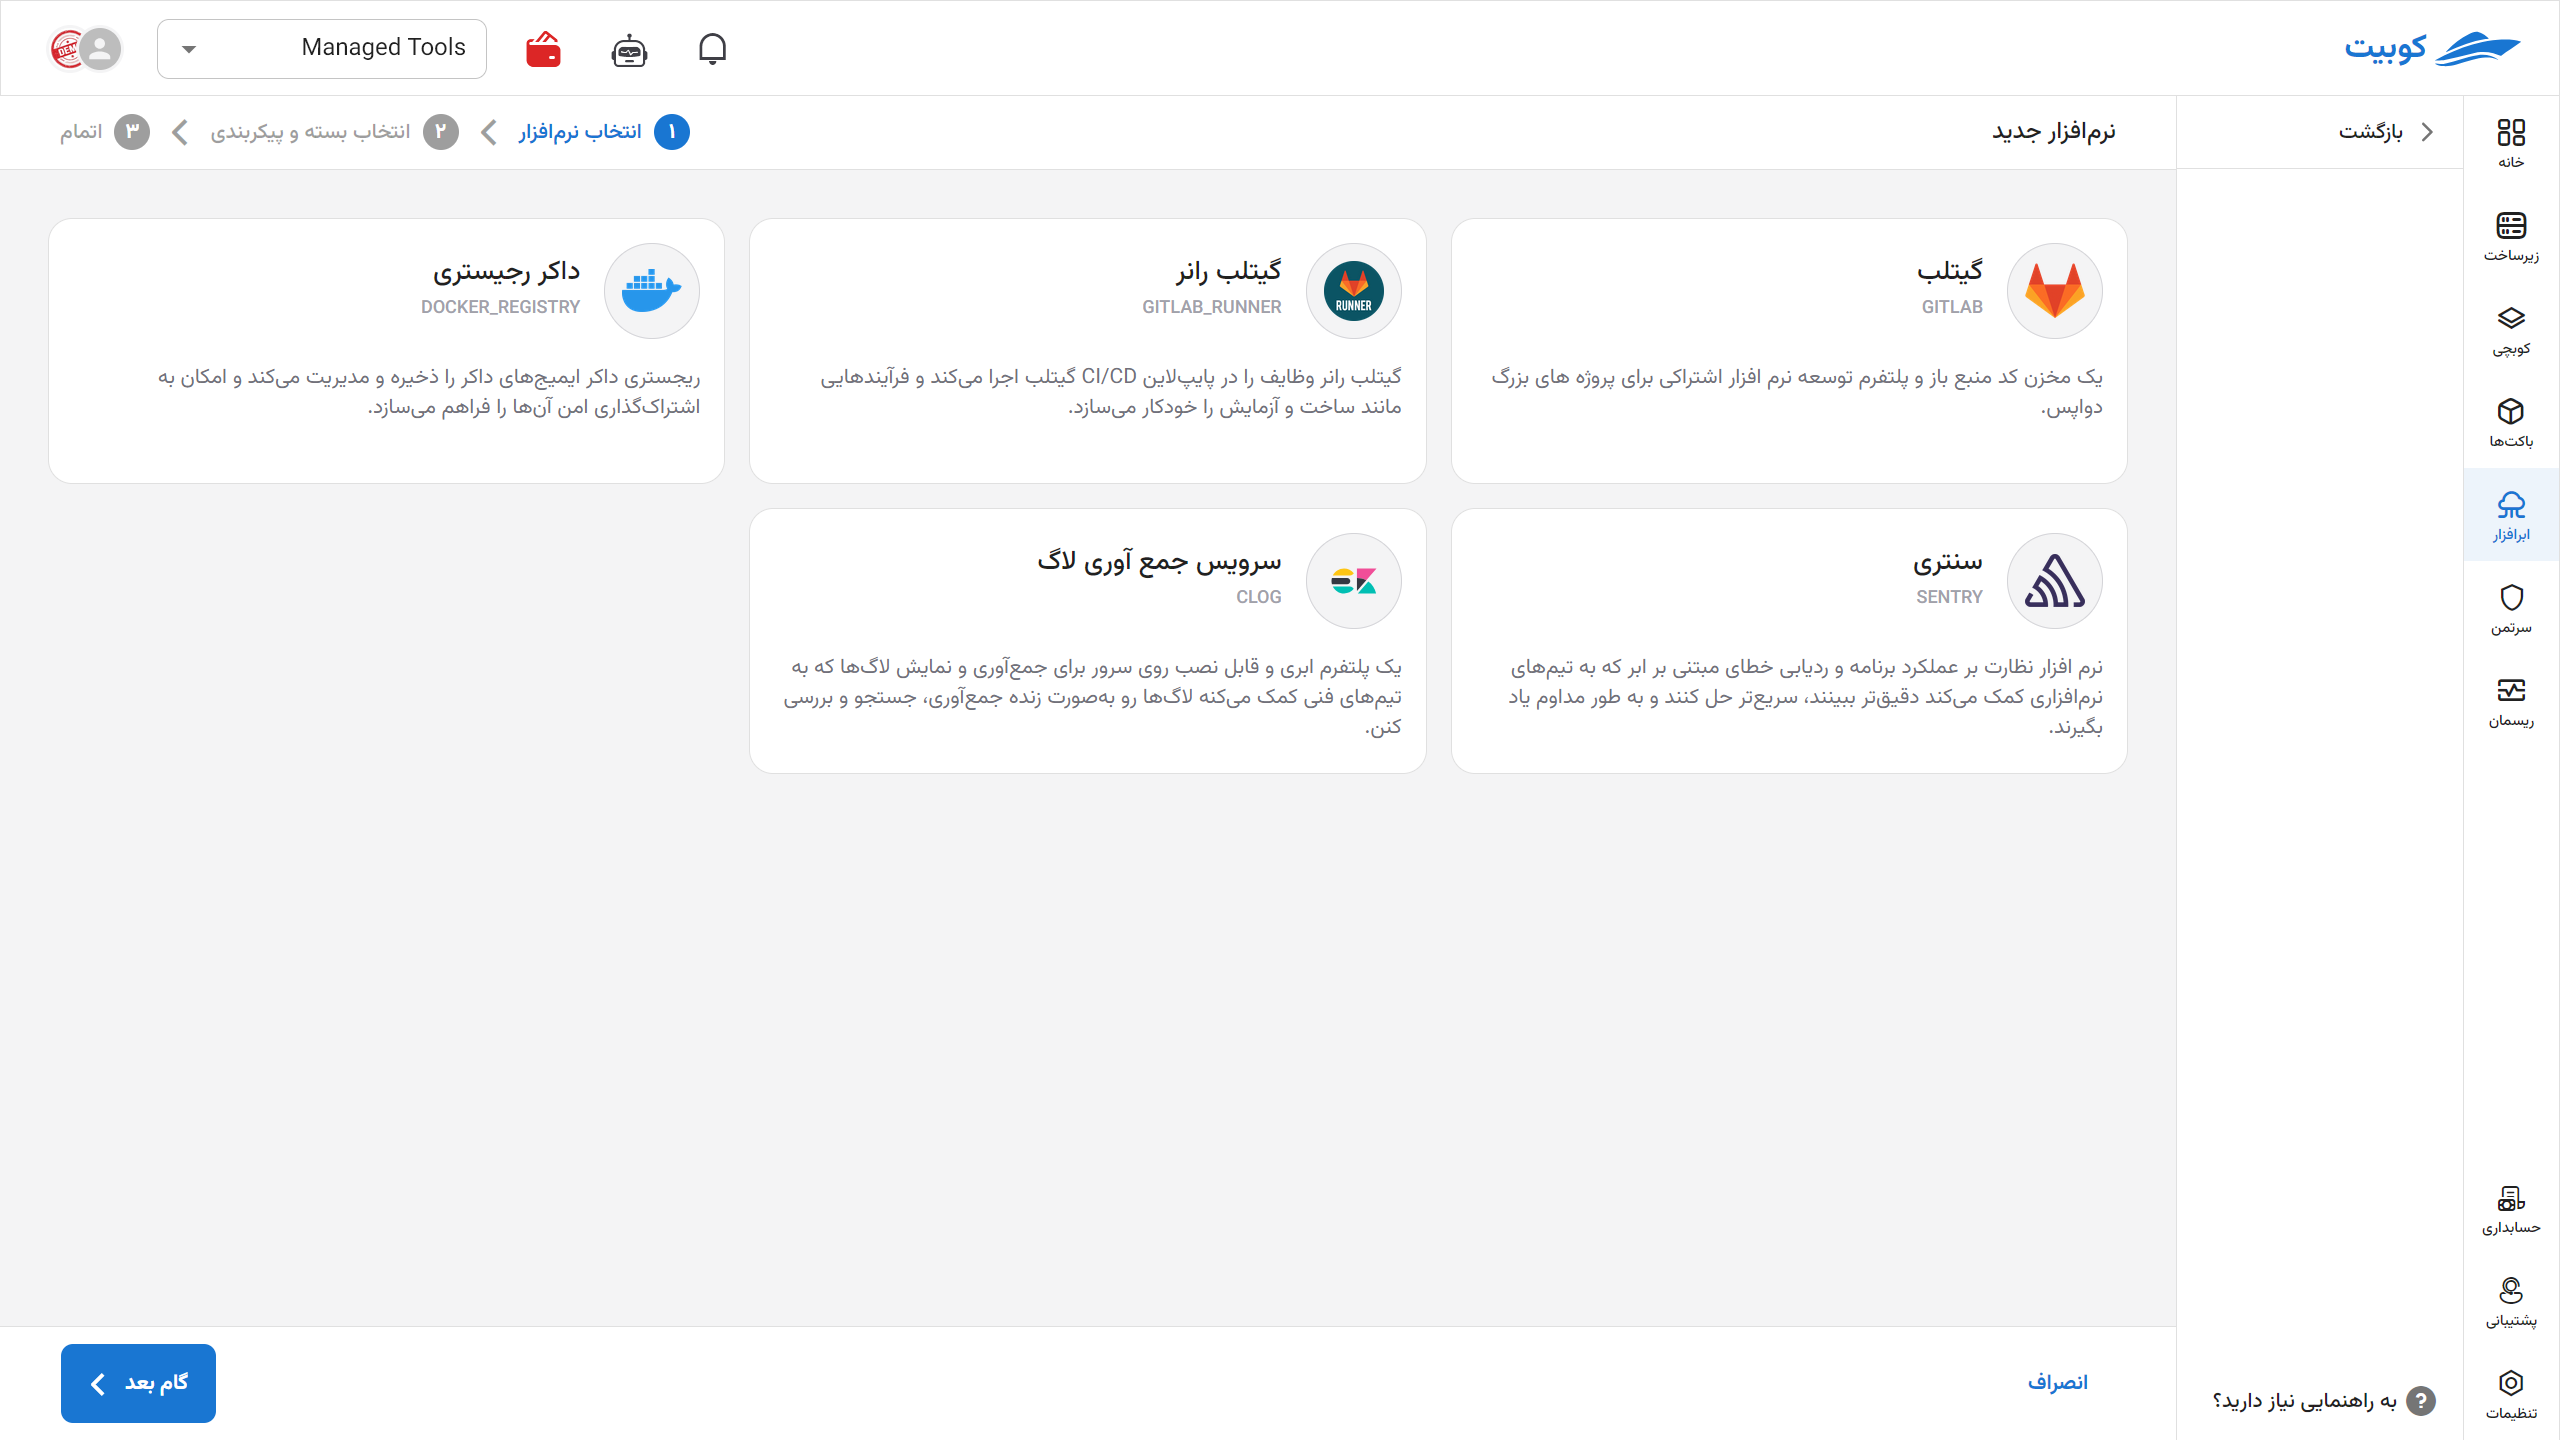 کوبیت
Managed Tools
DEMO
خانه
زیرساخت
کوبچی
باکت‌ها
ابرافزار
سرتمن
ریسمان
حسابداری
پشتیبانی
تنظیمات
بازگشت
به راهنمایی نیاز دارید؟
?
نرم‌افزار جدید
۱ انتخاب نرم‌افزار
۲ انتخاب بسته و پیکربندی
۳ اتمام
گیتلب
GITLAB
یک مخزن کد منبع باز و پلتفرم توسعه نرم افزار اشتراکی برای پروژه های بزرگ
دواپس.
گیتلب رانر
GITLAB_RUNNER
RUNNER
گیتلب رانر وظایف را در پایپ‌لاین CI/CD گیتلب اجرا می‌کند و فرآیندهایی
مانند ساخت و آزمایش را خودکار می‌سازد.
داکر رجیستری
DOCKER_REGISTRY
ریجستری داکر ایمیج‌های داکر را ذخیره و مدیریت می‌کند و امکان به
اشتراک‌گذاری امن آن‌ها را فراهم می‌سازد.
سنتری
SENTRY
نرم افزار نظارت بر عملکرد برنامه و ردیابی خطای مبتنی بر ابر که به تیم‌های
نرم‌افزاری کمک می‌کند دقیق‌تر ببینند، سریع‌تر حل کنند و به طور مداوم یاد
بگیرند.
سرویس جمع آوری لاگ
CLOG
یک پلتفرم ابری و قابل نصب روی سرور برای جمع‌آوری و نمایش لاگ‌ها که به
تیم‌های فنی کمک می‌کنه لاگ‌ها رو به‌صورت زنده جمع‌آوری، جستجو و بررسی
کنن.
انصراف
گام بعد